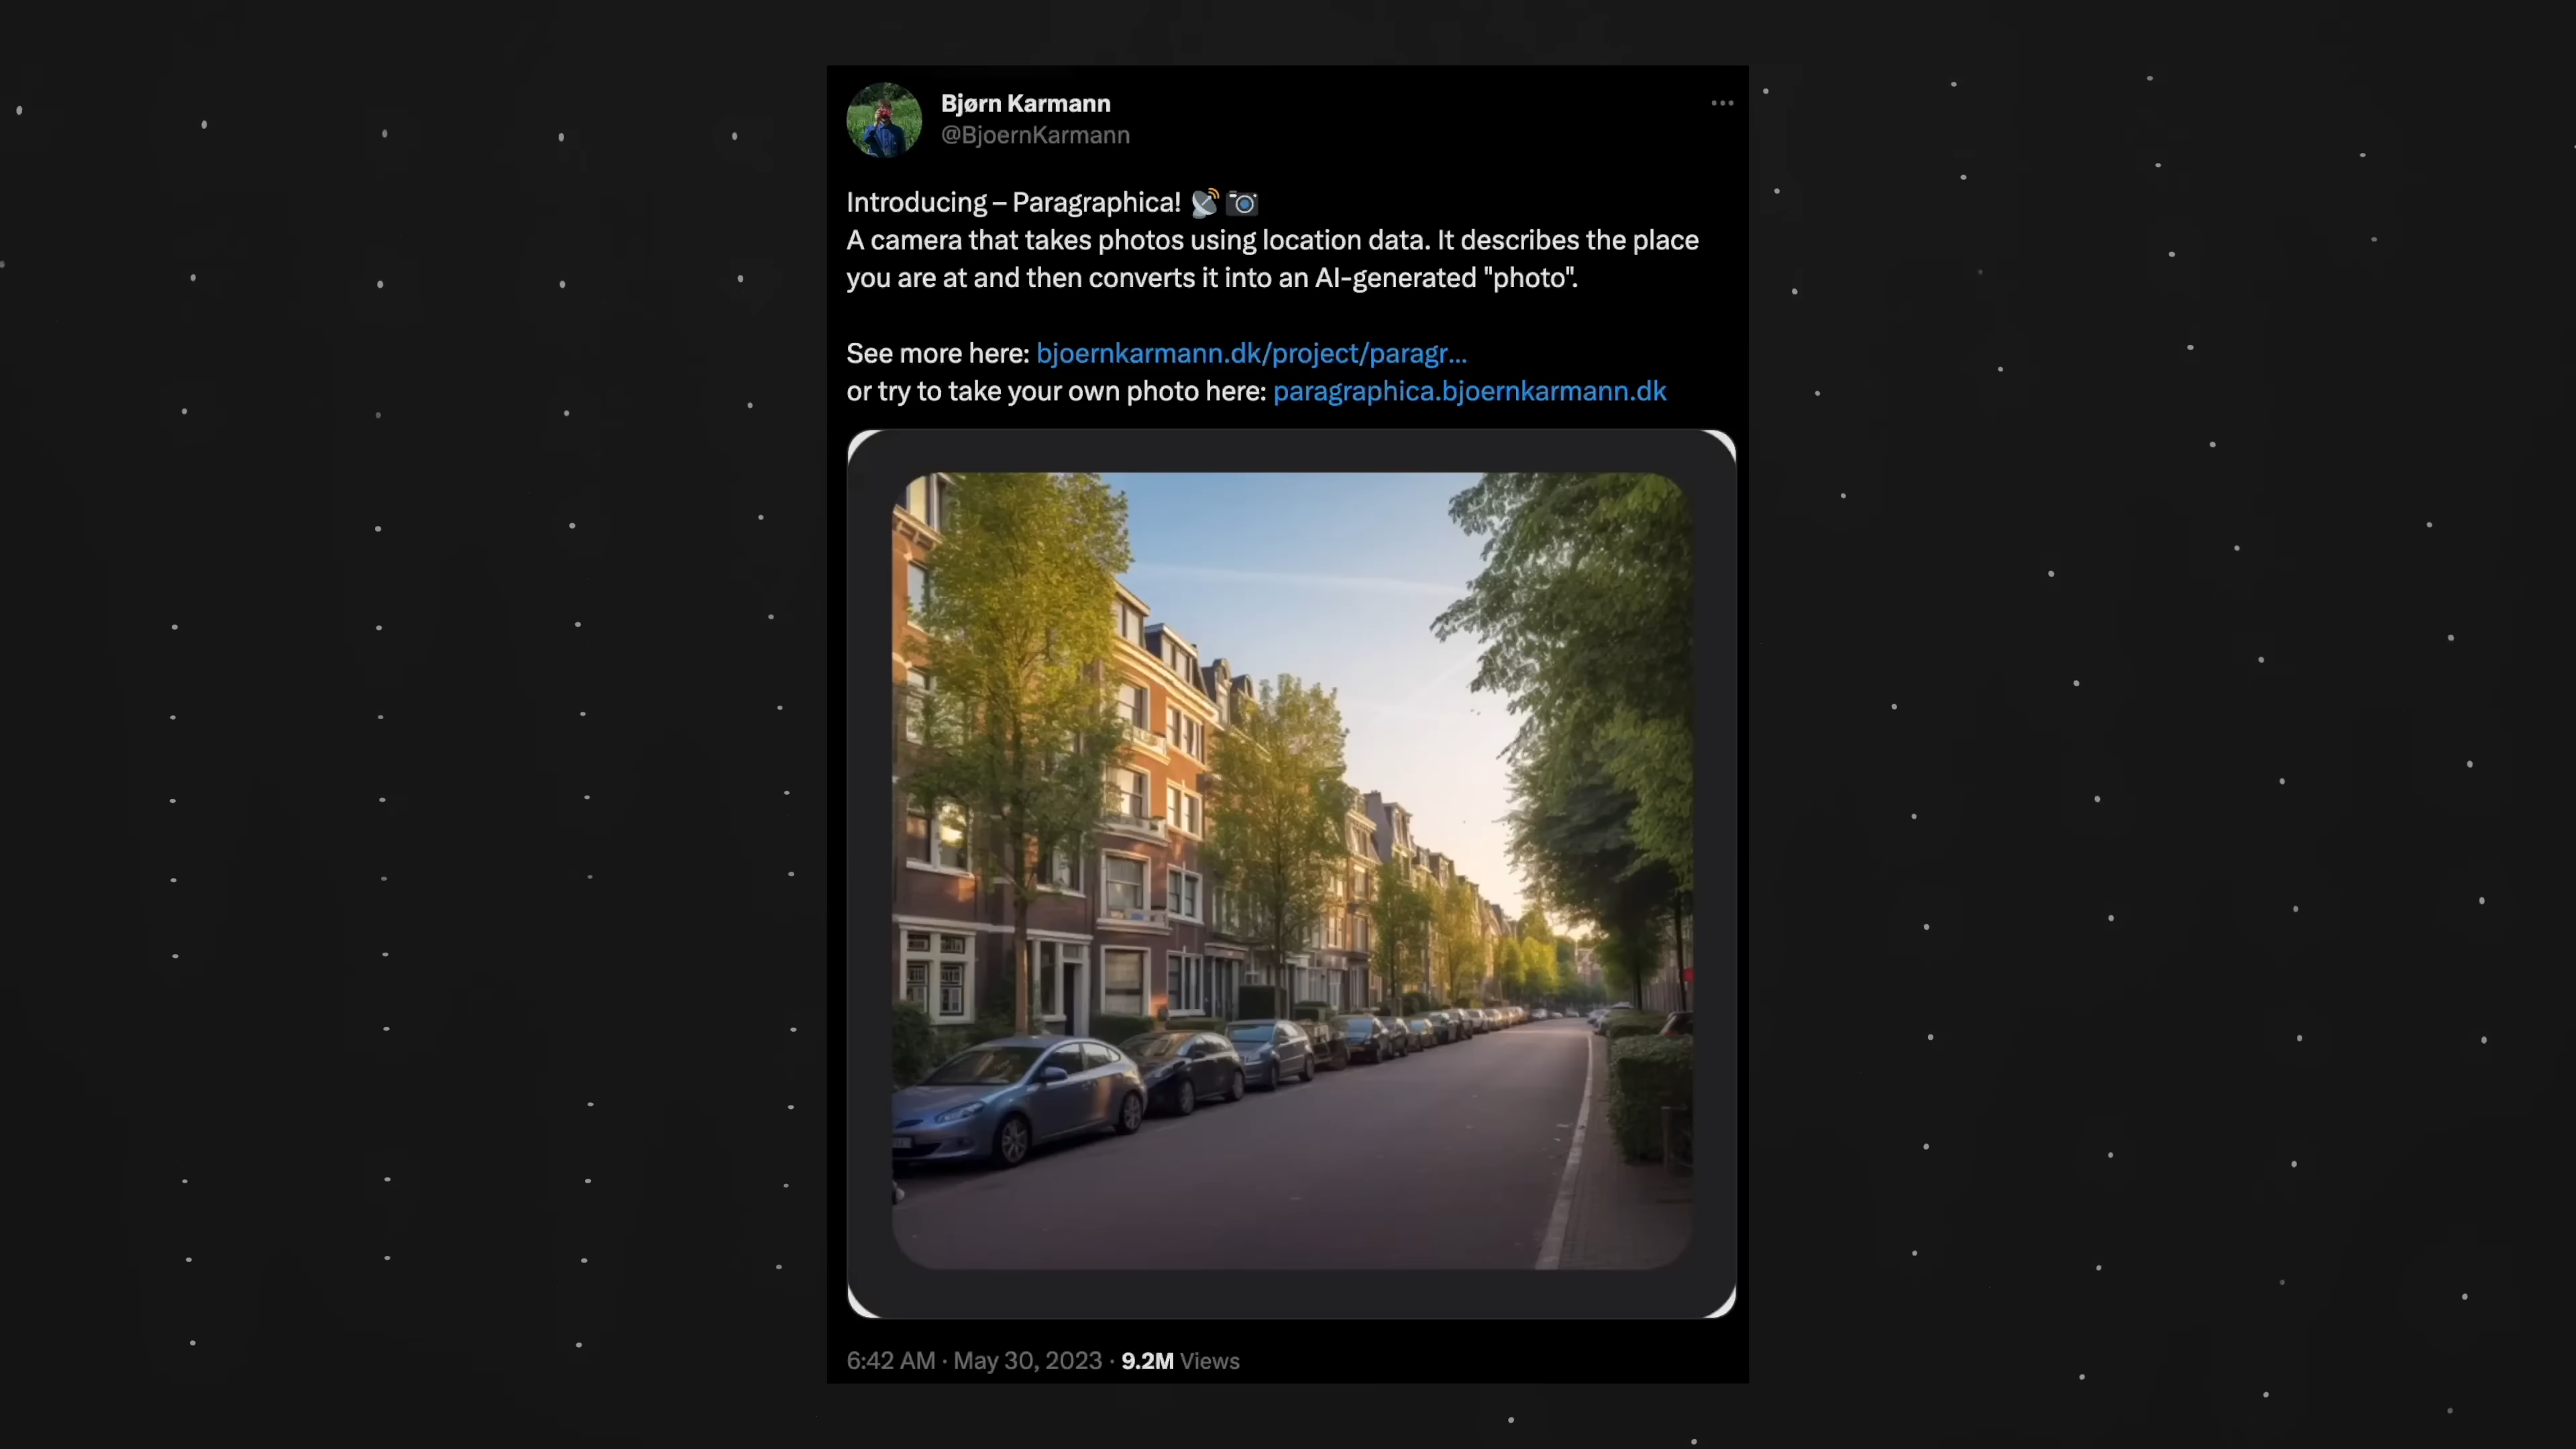 Bjørn Karmann
@BjoernKarmann
Introducing – Paragraphica! 📡📷
A camera that takes photos using location data. It describes the place
you are at and then converts it into an AI-generated "photo".
See more here: bjoernkarmann.dk/project/paragr...
or try to take your own photo here: paragraphica.bjoernkarmann.dk
6:42 AM · May 30, 2023 · 9.2M Views